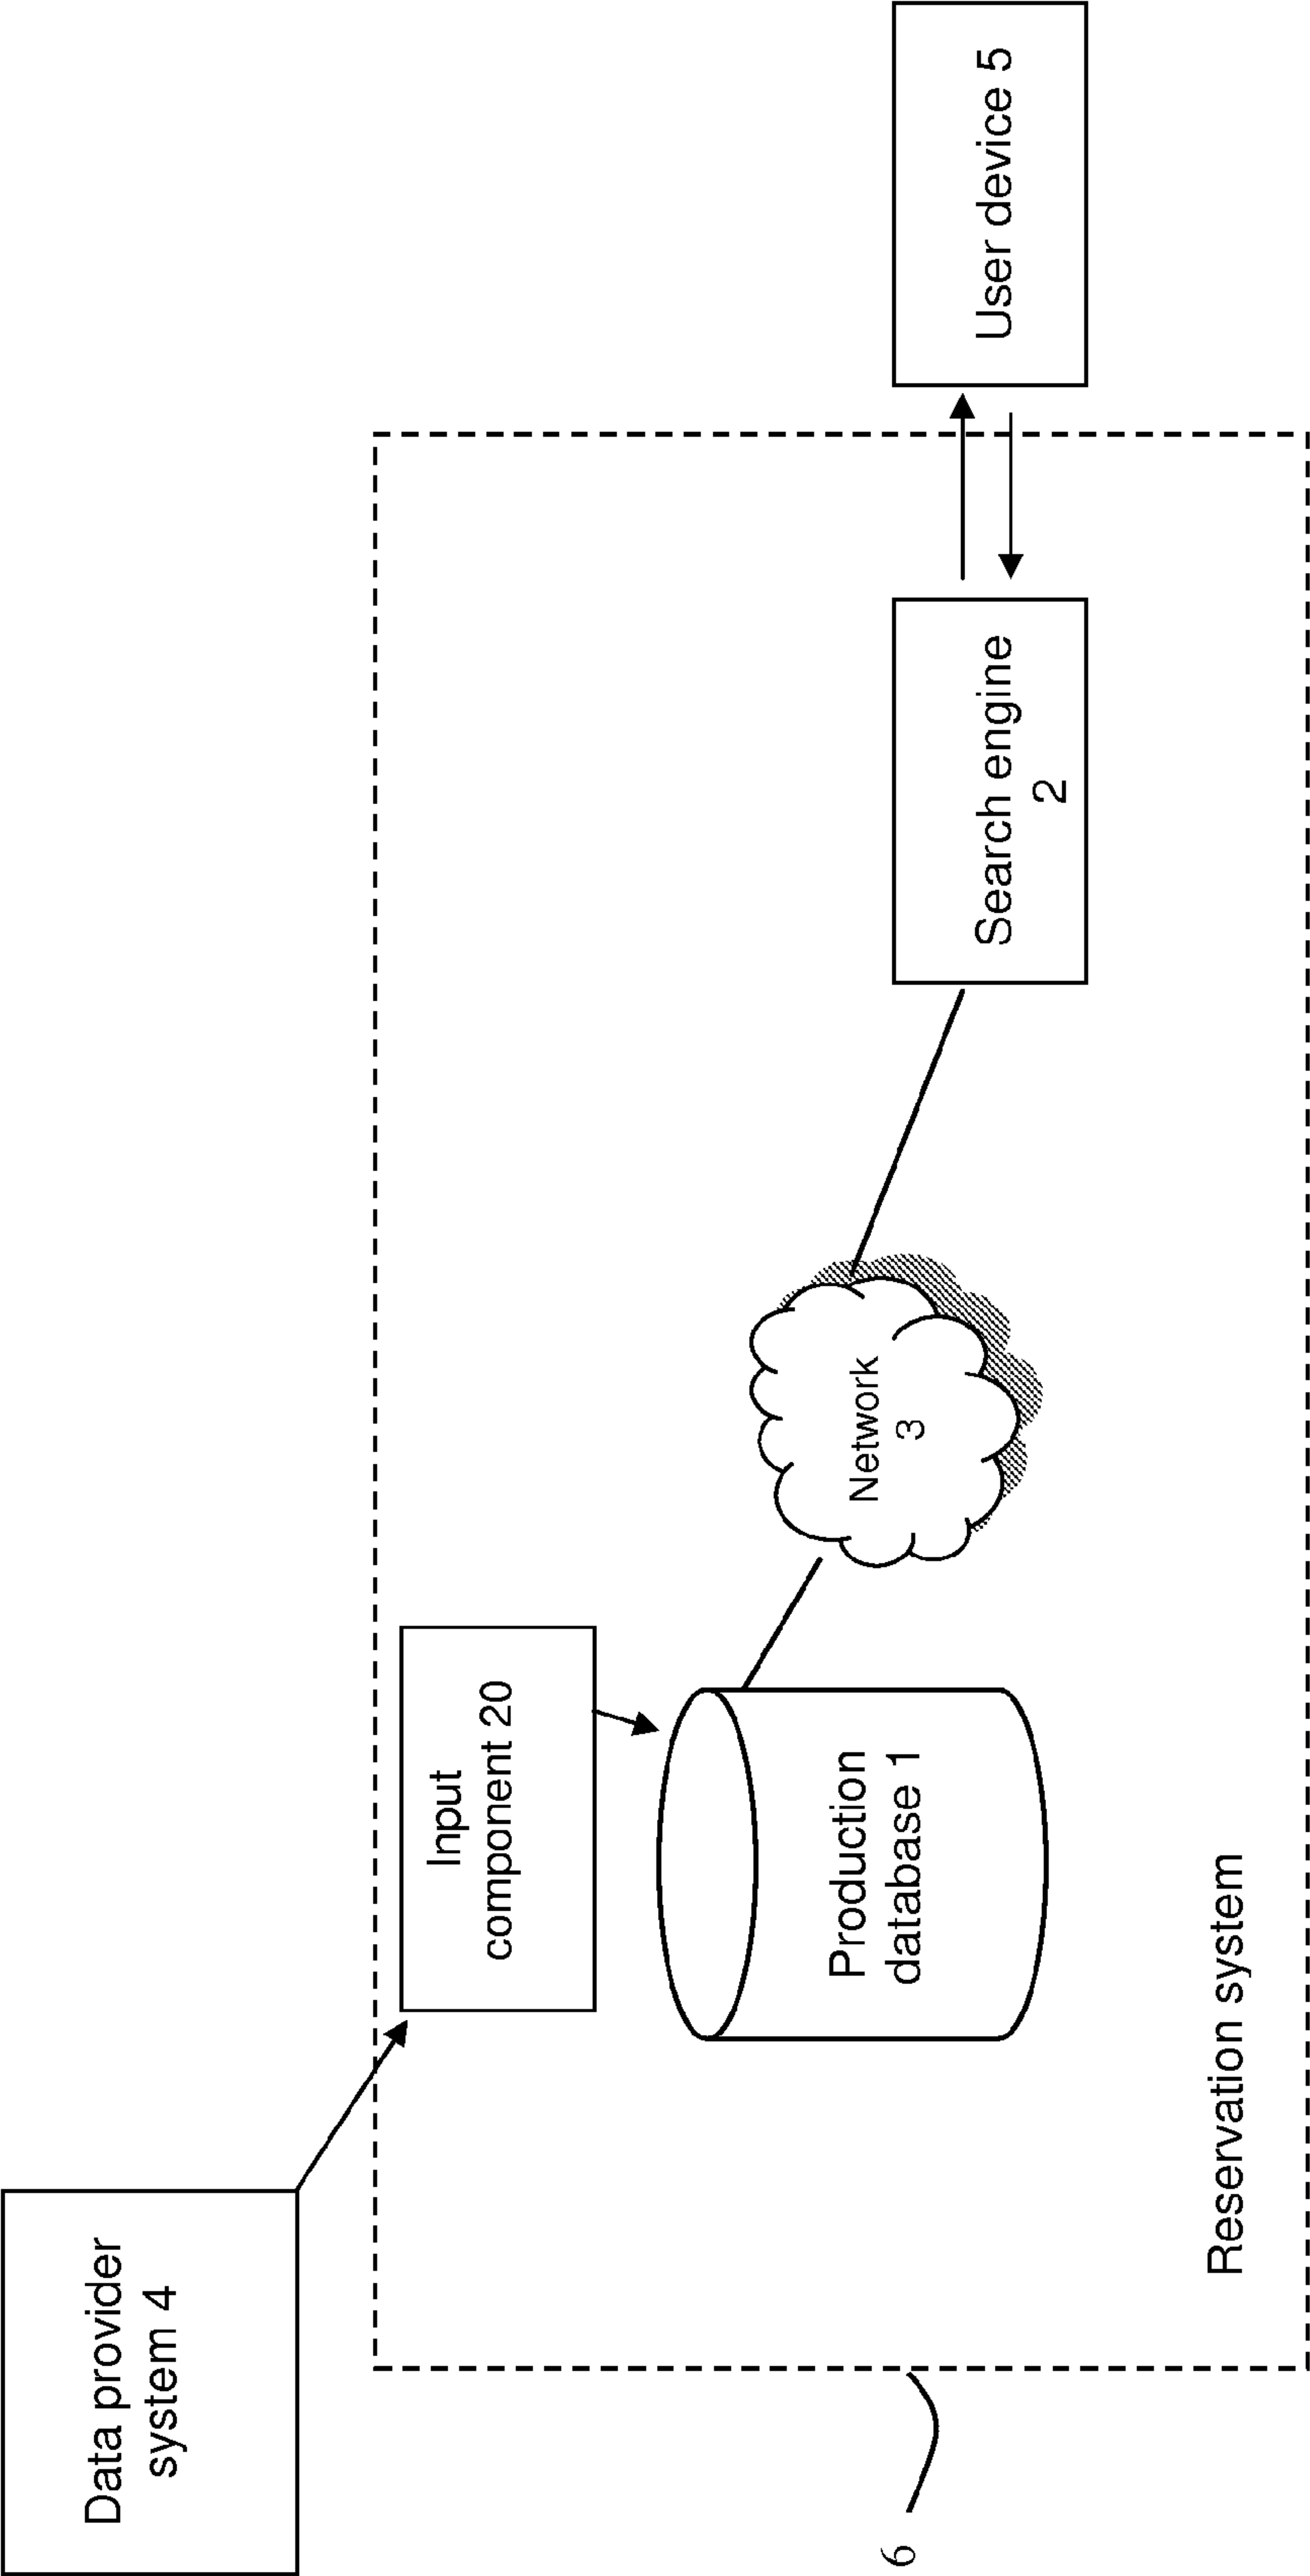 Data provider
system 4
Input
component 20
Production
database 1
Network
3
Search engine
2
User device 5
Reservation system
6